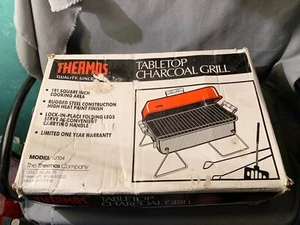 THERMOS
QUALITY, SINCE
TABLETOP
CHARCOAL GRILL
• 191 SQUARE INCH
COOKING AREA
• RUGGED STEEL CONSTRUCTION
HIGH HEAT PAINT FINISH
• LOCK-IN-PLACE FOLDING LEGS
SERVE AS CONVENIENT
CARRYING HANDLE
• LIMITED ONE YEAR WARRANTY
MODEL
The Thermos Company
TABLETOP
CHARCOAL GRILL